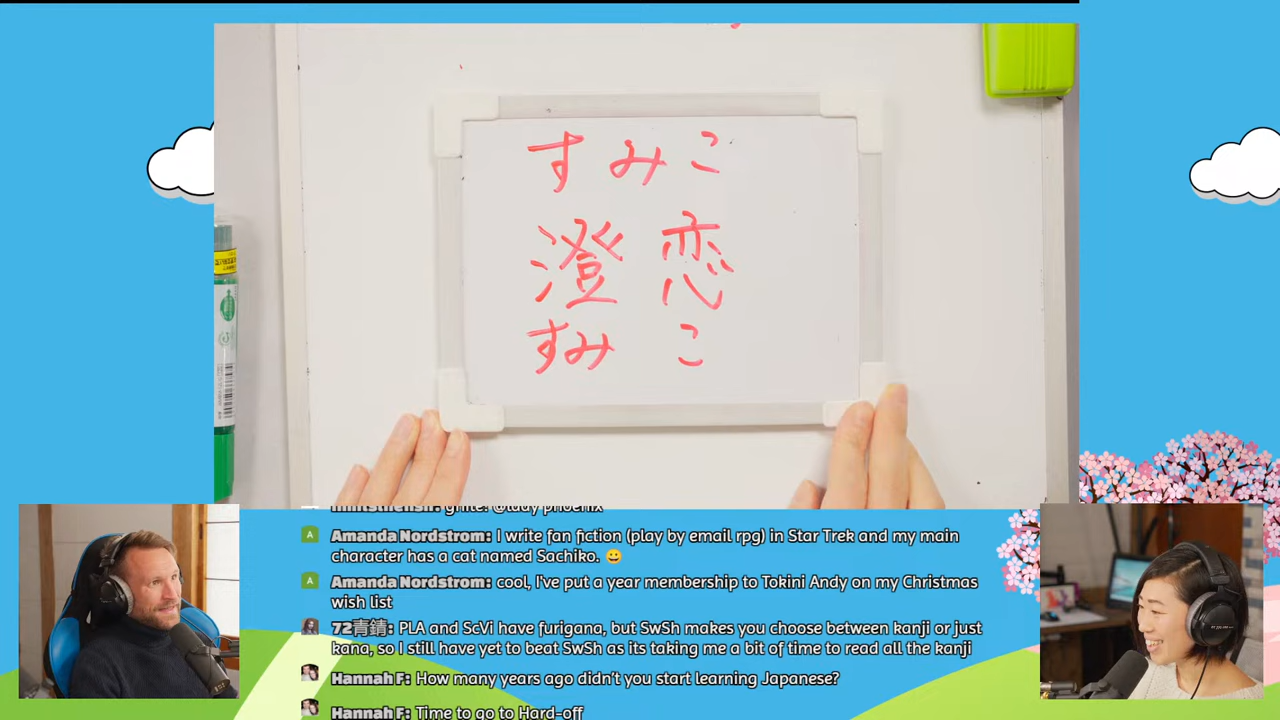 すみこ
澄恋
すみ こ
Amanda Nordstrom: I write fan fiction (play by email rpg) in Star Trek and my main
character has a cat named Sachiko. 😀
Amanda Nordstrom: cool, I've put a year membership to Tokini Andy on my Christmas
wish list
72青錆: PLA and ScVi have furigana, but SwSh makes you choose between kanji or just
kana, so I still have yet to beat SwSh as its taking me a bit of time to read all the kanji
Hannah F: How many years ago didn't you start learning Japanese?
Hannah F: Time to go to Hard-off